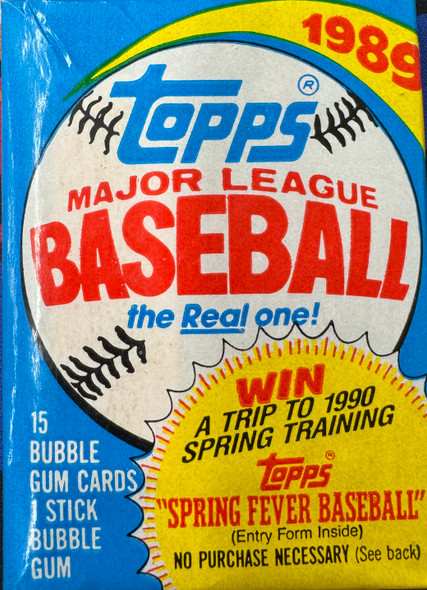 1989
Topps®
MAJOR LEAGUE
BASEBALL
the Real one!
15
BUBBLE
GUM CARDS
1 STICK
BUBBLE
GUM
WIN
A TRIP TO 1990
SPRING TRAINING
Topps®
"SPRING FEVER BASEBALL"
(Entry Form Inside)
NO PURCHASE NECESSARY (See back)